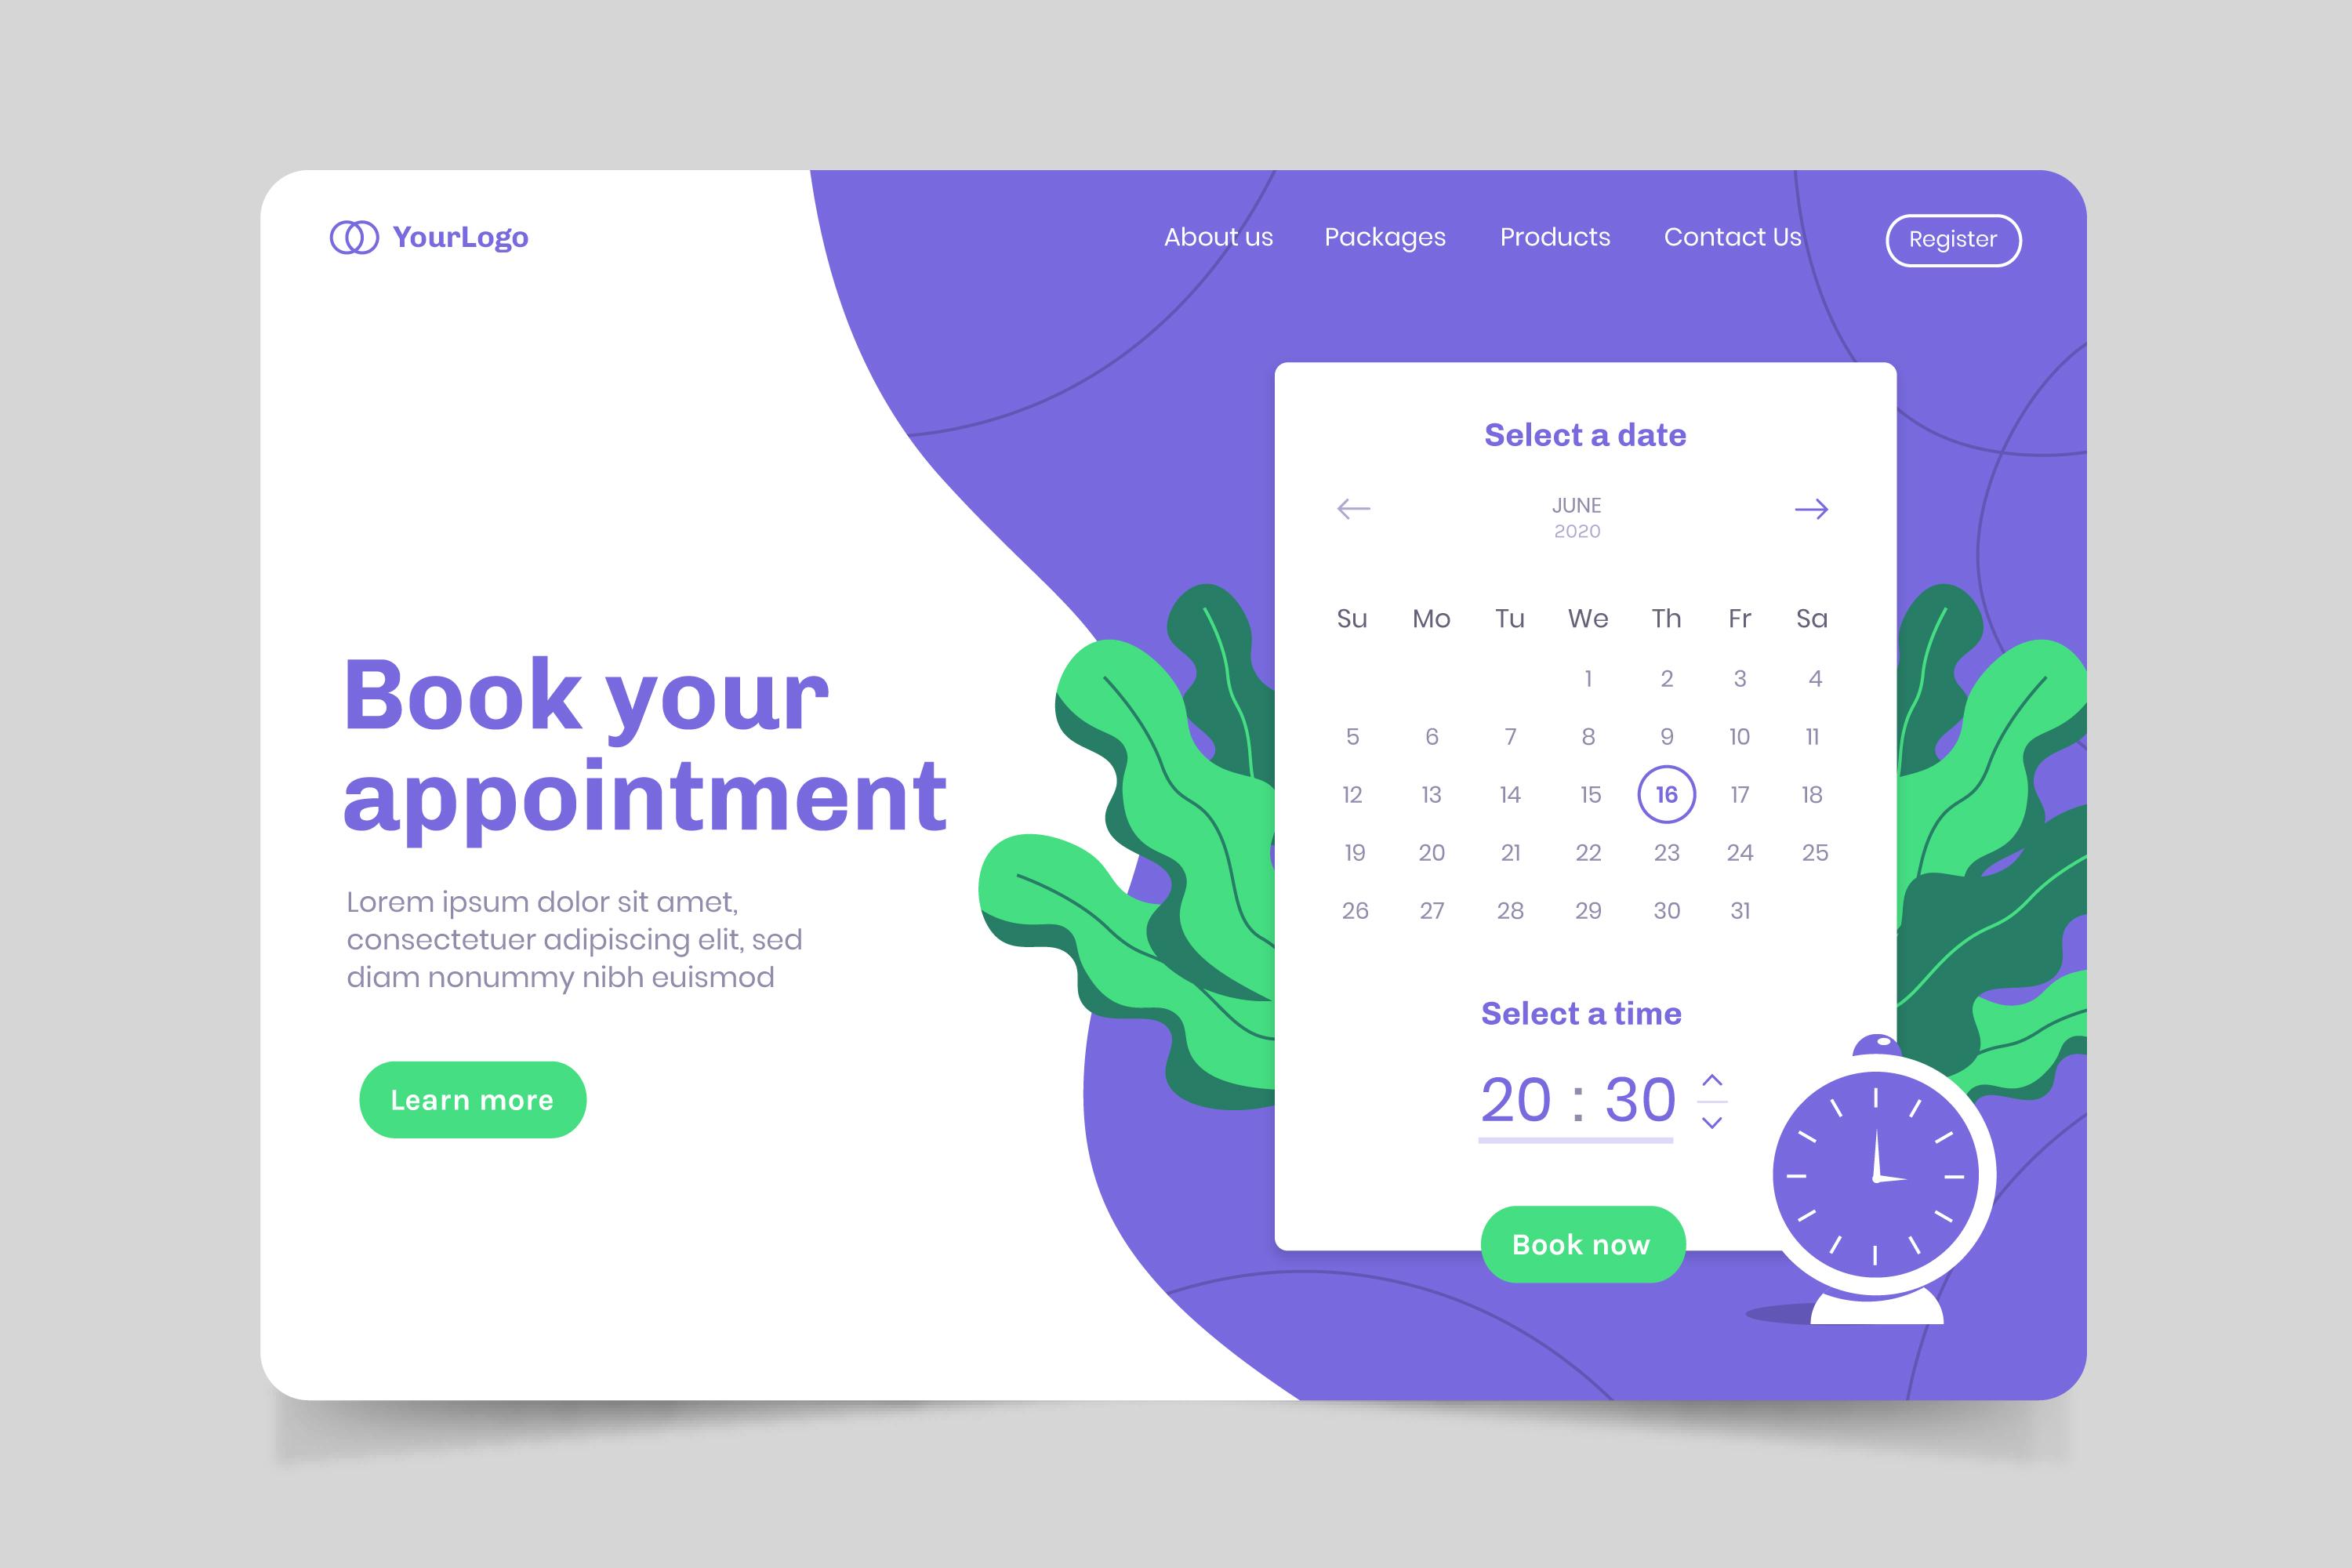 YourLogo
About us Packages Products Contact Us Register
Book your
appointment
Lorem ipsum dolor sit amet,
consectetuer adipiscing elit, sed
diam nonummy nibh euismod
Learn more
Select a date
JUNE
2020
Su Mo Tu We Th Fr Sa
1 2 3 4
5 6 7 8 9 10 11
12 13 14 15 16 17 18
19 20 21 22 23 24 25
26 27 28 29 30 31
Select a time
20 : 30
Book now